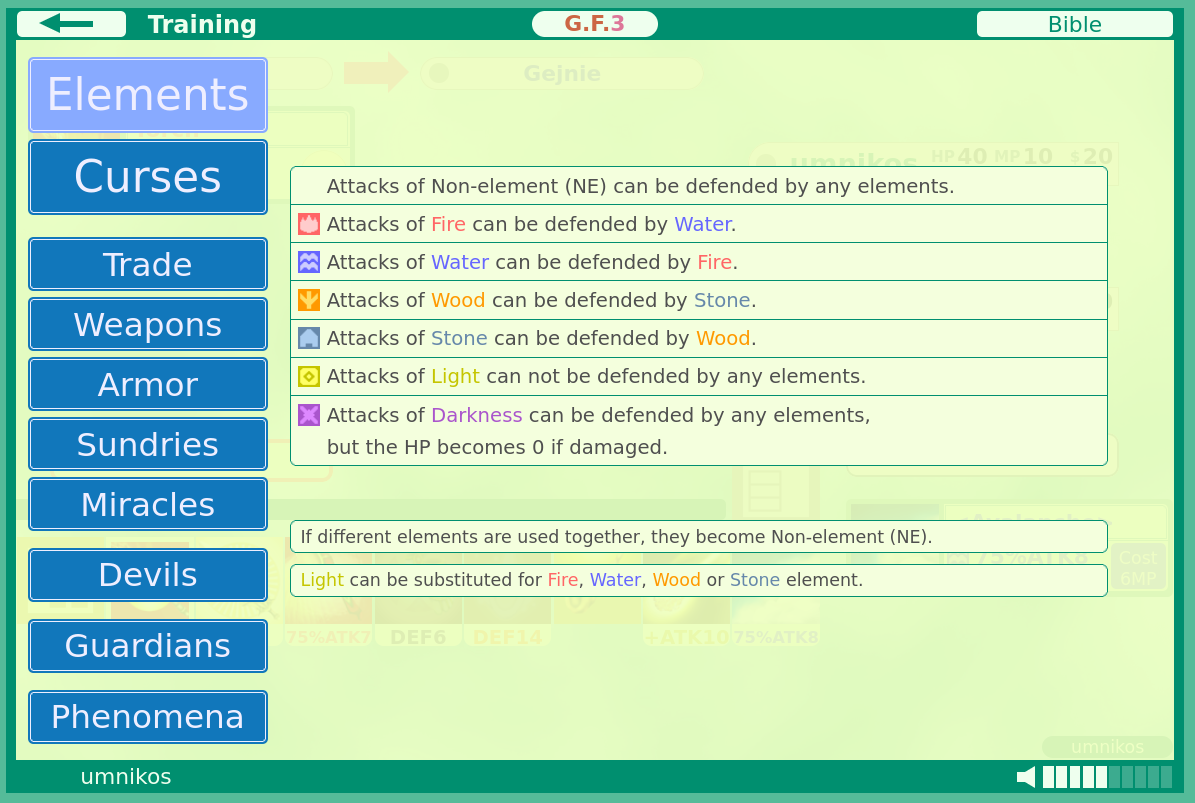 Training
G.F.3
Bible
Elements
Curses
Trade
Weapons
Armor
Sundries
Miracles
Devils
Guardians
Phenomena
Gejnie
umnikos HP40 MP10 $20
Attacks of Non-element (NE) can be defended by any elements.
Attacks of Fire can be defended by Water.
Attacks of Water can be defended by Fire.
Attacks of Wood can be defended by Stone.
Attacks of Stone can be defended by Wood.
Attacks of Light can not be defended by any elements.
Attacks of Darkness can be defended by any elements,
but the HP becomes 0 if damaged.
If different elements are used together, they become Non-element (NE).
Light can be substituted for Fire, Water, Wood or Stone element.
75%ATK8
Cost
6MP
75%ATK7 DEF6 DEF14 +ATK10 75%ATK8
umnikos
umnikos